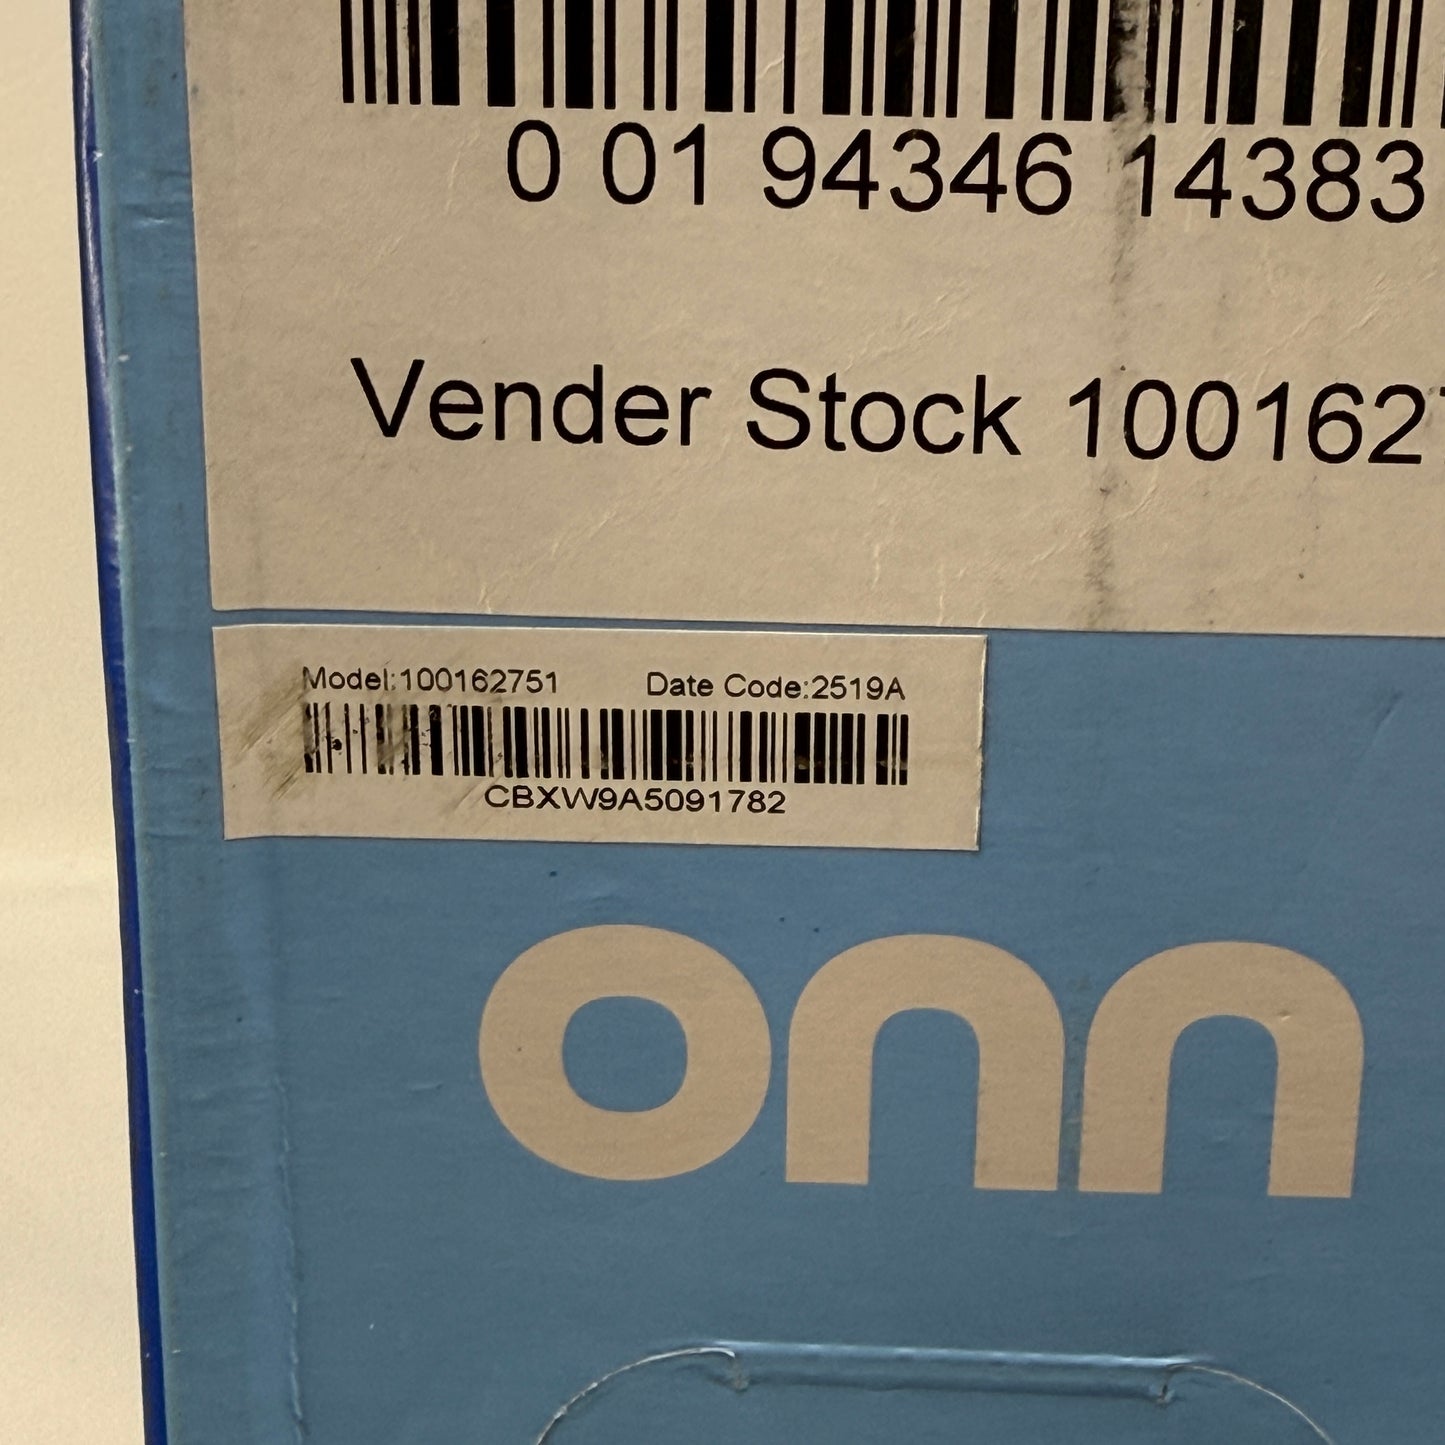 0 01 94346 14383
Vender Stock 100162
Model:100162751 Date Code:2519A
CBXW9A5091782
onn